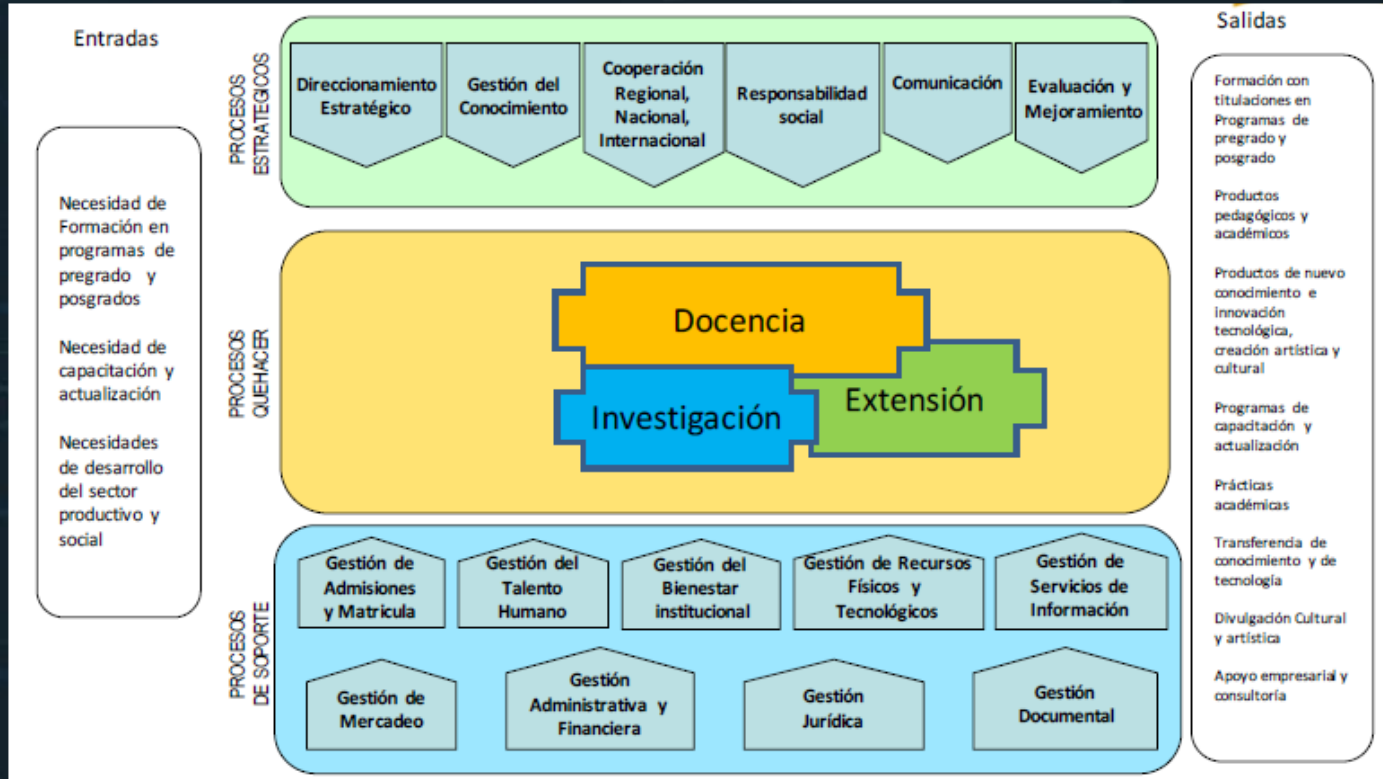 Entradas
Necesidad de
Formación en
programas de
pregrado y
posgrados
Necesidad de
capacitación y
actualización
Necesidades
de desarrollo
del sector
productivo y
social
PROCESOS
ESTRATEGICOS
Direccionamiento
Estratégico
Gestión del
Conocimiento
Cooperación
Regional,
Nacional,
Internacional
Responsabilidad
social
Comunicación
Evaluación y
Mejoramiento
PROCESOS
QUEHACER
Docencia
Investigación
Extensión
PROCESOS
DE SOPORTE
Gestión de
Admisiones
y Matricula
Gestión del
Talento
Humano
Gestión del
Bienestar
institucional
Gestión de Recursos
Físicos y
Tecnológicos
Gestión de
Servicios de
Información
Gestión de
Mercadeo
Gestión
Administrativa y
Financiera
Gestión
Jurídica
Gestión
Documental
Salidas
Formación con
titulaciones en
Programas de
pregrado y
posgrado
Productos
pedagógicos y
académicos
Productos de nuevo
conocimiento e
innovación
tecnológica,
creación artística y
cultural
Programas de
capacitación y
actualización
Prácticas
académicas
Transferencia de
conocimiento y de
tecnología
Divulgación Cultural
y artística
Apoyo empresarial y
consultoría